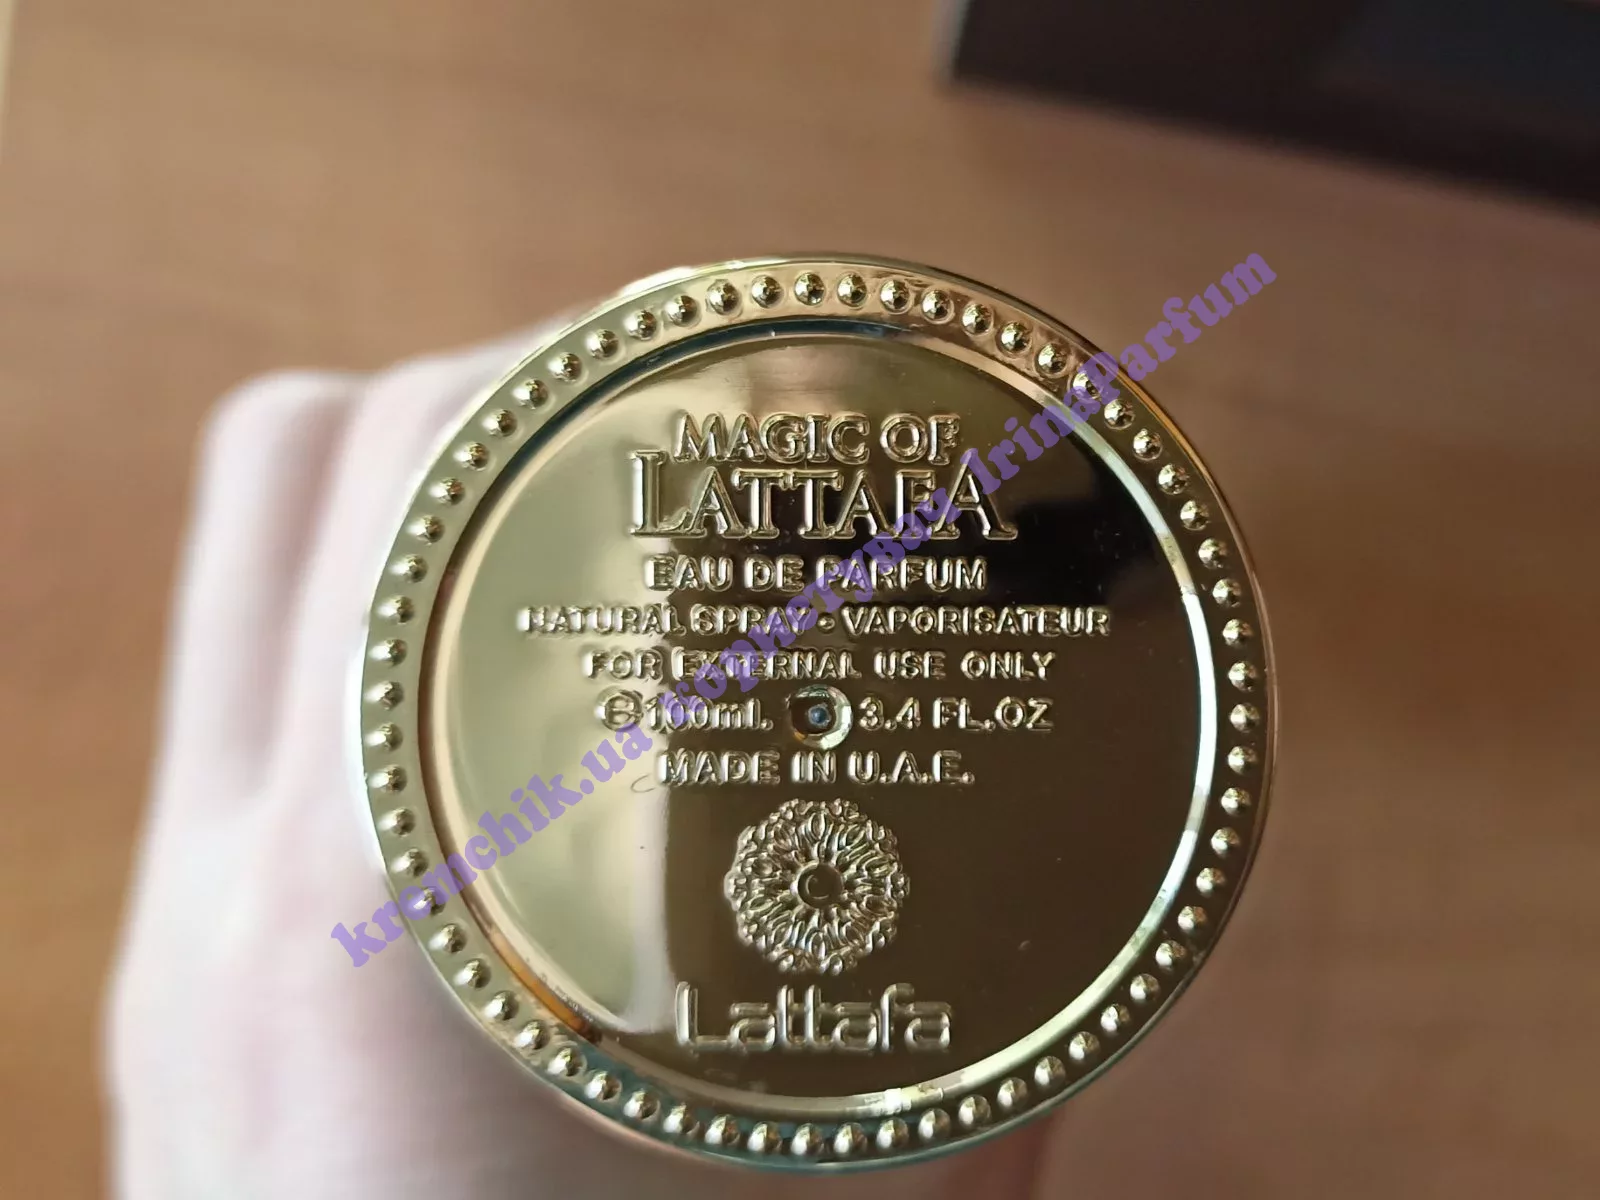 MAGIC OF
LATTAFA
EAU DE PARFUM
NATURAL SPRAY • VAPORISATEUR
FOR EXTERNAL USE ONLY
℮ 100ml. 3.4 FL.OZ
MADE IN U.A.E.
Lattafa
kremchik.ua IrinaParfum